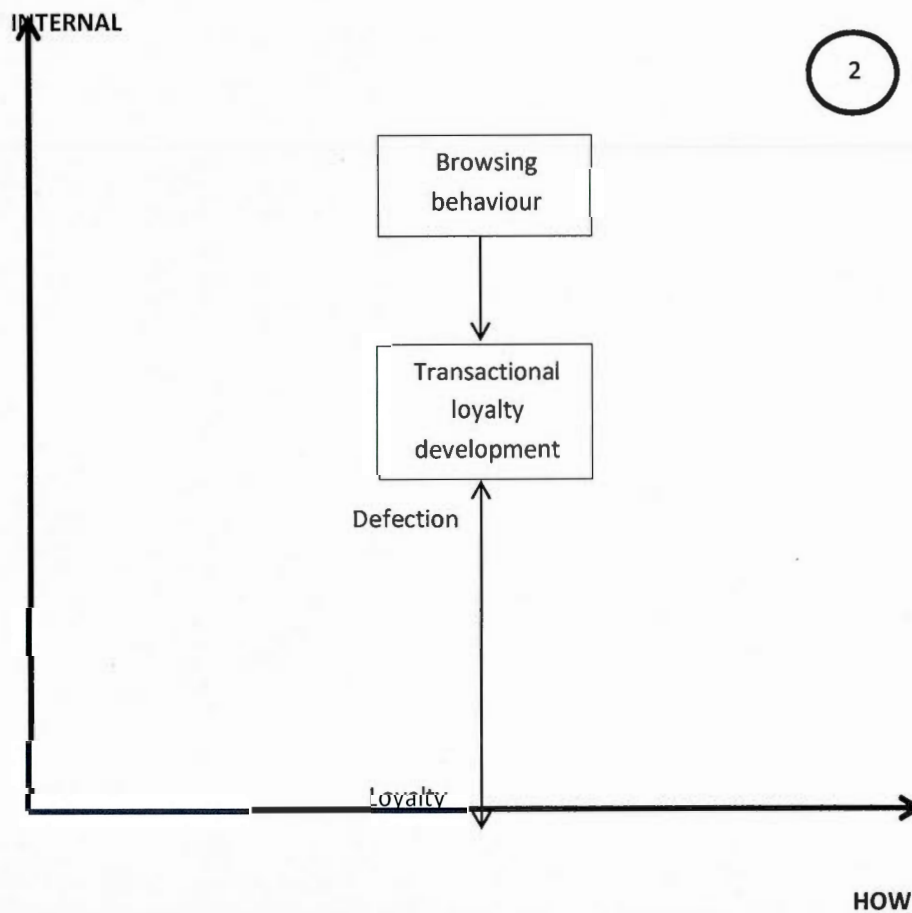 INTERNAL
2
Browsing
behaviour
Transactional
loyalty
development
Defection
Loyalty
HOW